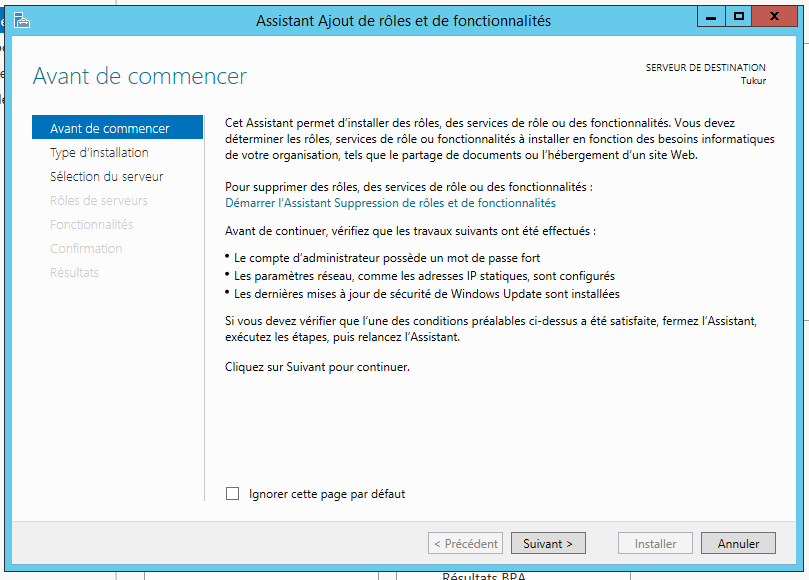 Assistant Ajout de rôles et de fonctionnalités
Avant de commencer
SERVEUR DE DESTINATION
Tukur
Avant de commencer
Type d'installation
Sélection du serveur
Rôles de serveurs
Fonctionnalités
Confirmation
Résultats
Cet Assistant permet d'installer des rôles, des services de rôle ou des fonctionnalités. Vous devez
déterminer les rôles, services de rôle ou fonctionnalités à installer en fonction des besoins informatiques
de votre organisation, tels que le partage de documents ou l'hébergement d'un site Web.
Pour supprimer des rôles, des services de rôle ou des fonctionnalités :
Démarrer l'Assistant Suppression de rôles et de fonctionnalités
Avant de continuer, vérifiez que les travaux suivants ont été effectués :
• Le compte d'administrateur possède un mot de passe fort
• Les paramètres réseau, comme les adresses IP statiques, sont configurés
• Les dernières mises à jour de sécurité de Windows Update sont installées
Si vous devez vérifier que l'une des conditions préalables ci-dessus a été satisfaite, fermez l'Assistant,
exécutez les étapes, puis relancez l'Assistant.
Cliquez sur Suivant pour continuer.
Ignorer cette page par défaut
< Précédent
Suivant >
Installer
Annuler
Résultats BPA